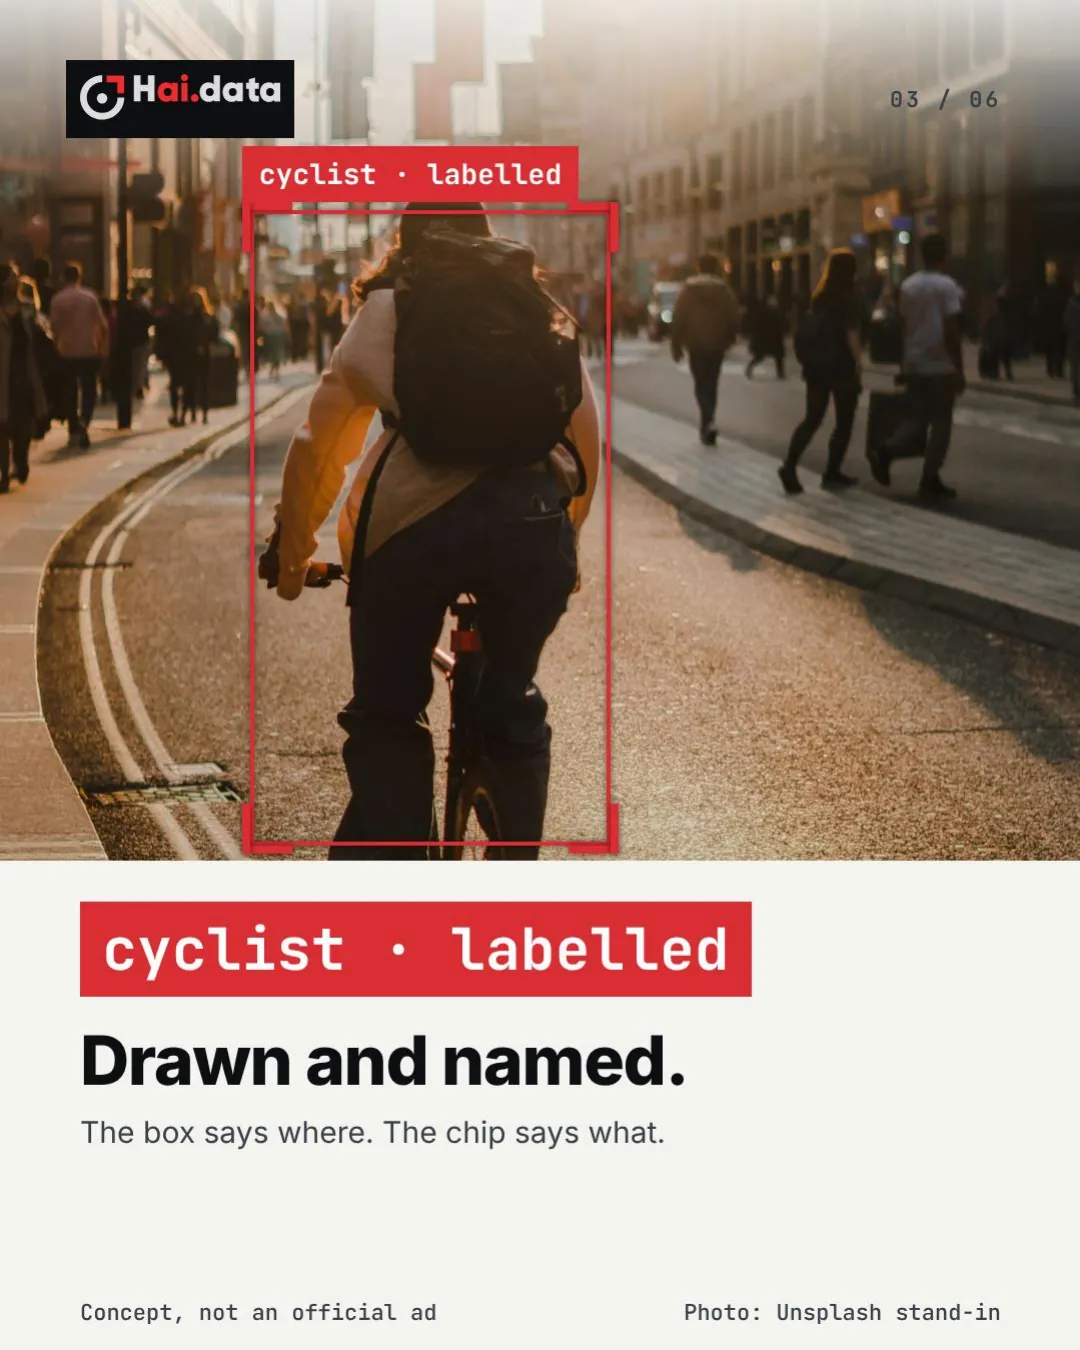 Hai.data
03 / 06
cyclist · labelled
cyclist · labelled
Drawn and named.
The box says where. The chip says what.
Concept, not an official ad
Photo: Unsplash stand-in